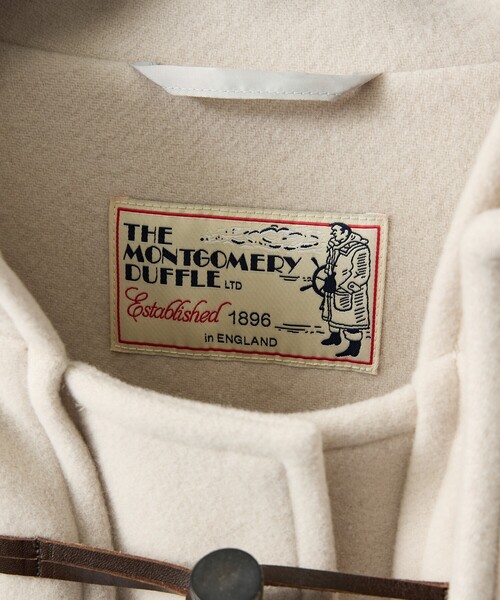 THE
MONTGOMERY
DUFFLE LTD
Established 1896
in ENGLAND